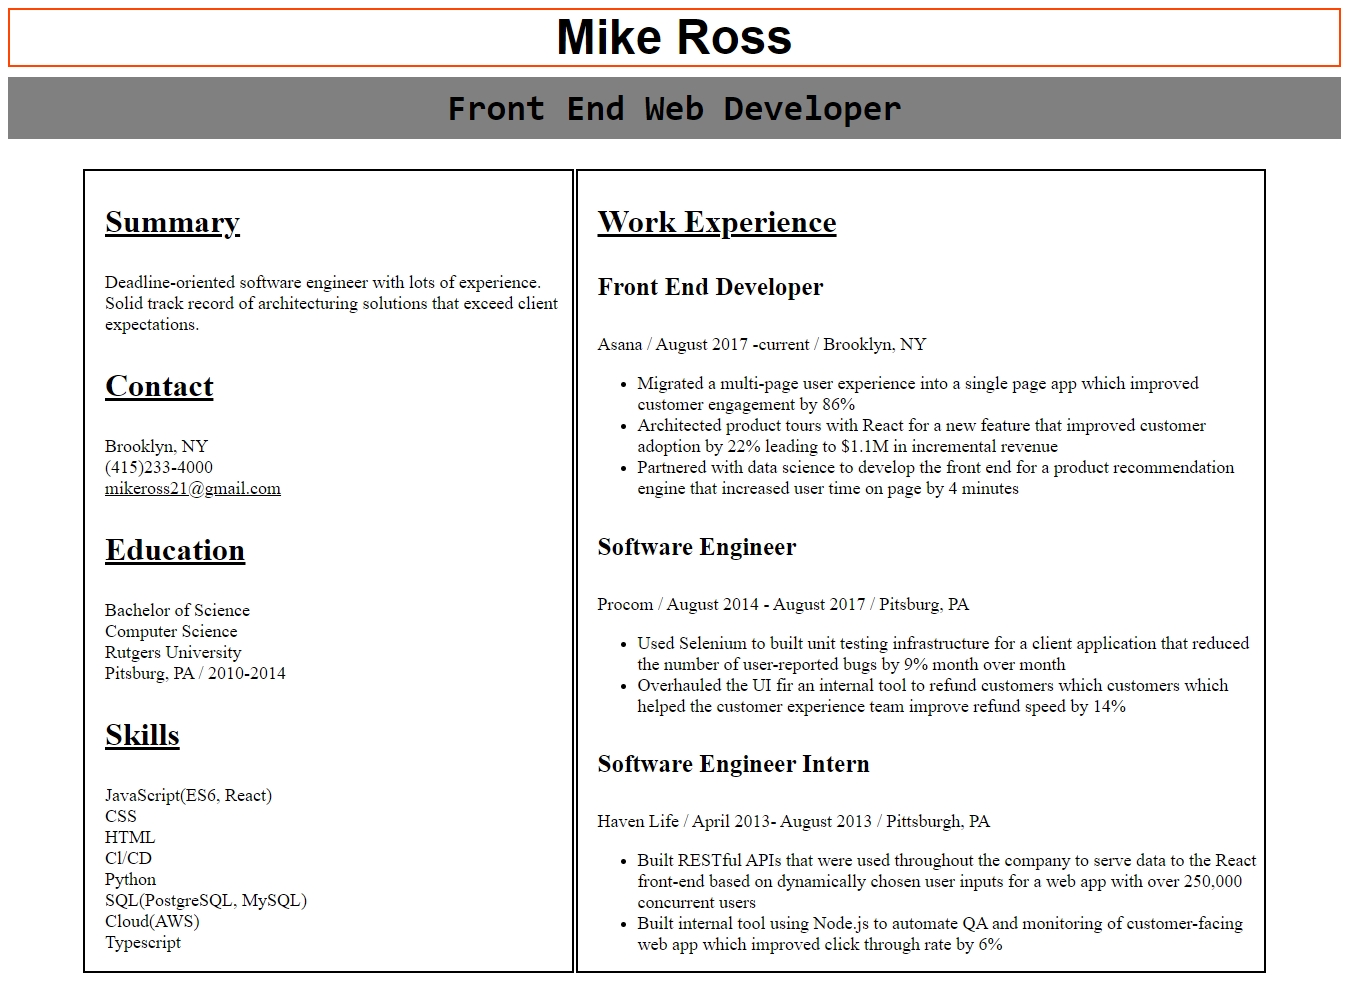 Mike Ross
Front End Web Developer
Summary
Deadline-oriented software engineer with lots of experience.
Solid track record of architecturing solutions that exceed client
expectations.
Contact
Brooklyn, NY
(415)233-4000
mikeross21@gmail.com
Education
Bachelor of Science
Computer Science
Rutgers University
Pitsburg, PA / 2010-2014
Skills
JavaScript(ES6, React)
CSS
HTML
Cl/CD
Python
SQL(PostgreSQL, MySQL)
Cloud(AWS)
Typescript
Work Experience
Front End Developer
Asana / August 2017 -current / Brooklyn, NY
• Migrated a multi-page user experience into a single page app which improved
customer engagement by 86%
• Architected product tours with React for a new feature that improved customer
adoption by 22% leading to $1.1M in incremental revenue
• Partnered with data science to develop the front end for a product recommendation
engine that increased user time on page by 4 minutes
Software Engineer
Procom / August 2014 - August 2017 / Pitsburg, PA
• Used Selenium to built unit testing infrastructure for a client application that reduced
the number of user-reported bugs by 9% month over month
• Overhauled the UI fir an internal tool to refund customers which customers which
helped the customer experience team improve refund speed by 14%
Software Engineer Intern
Haven Life / April 2013- August 2013 / Pittsburgh, PA
• Built RESTful APIs that were used throughout the company to serve data to the React
front-end based on dynamically chosen user inputs for a web app with over 250,000
concurrent users
• Built internal tool using Node.js to automate QA and monitoring of customer-facing
web app which improved click through rate by 6%